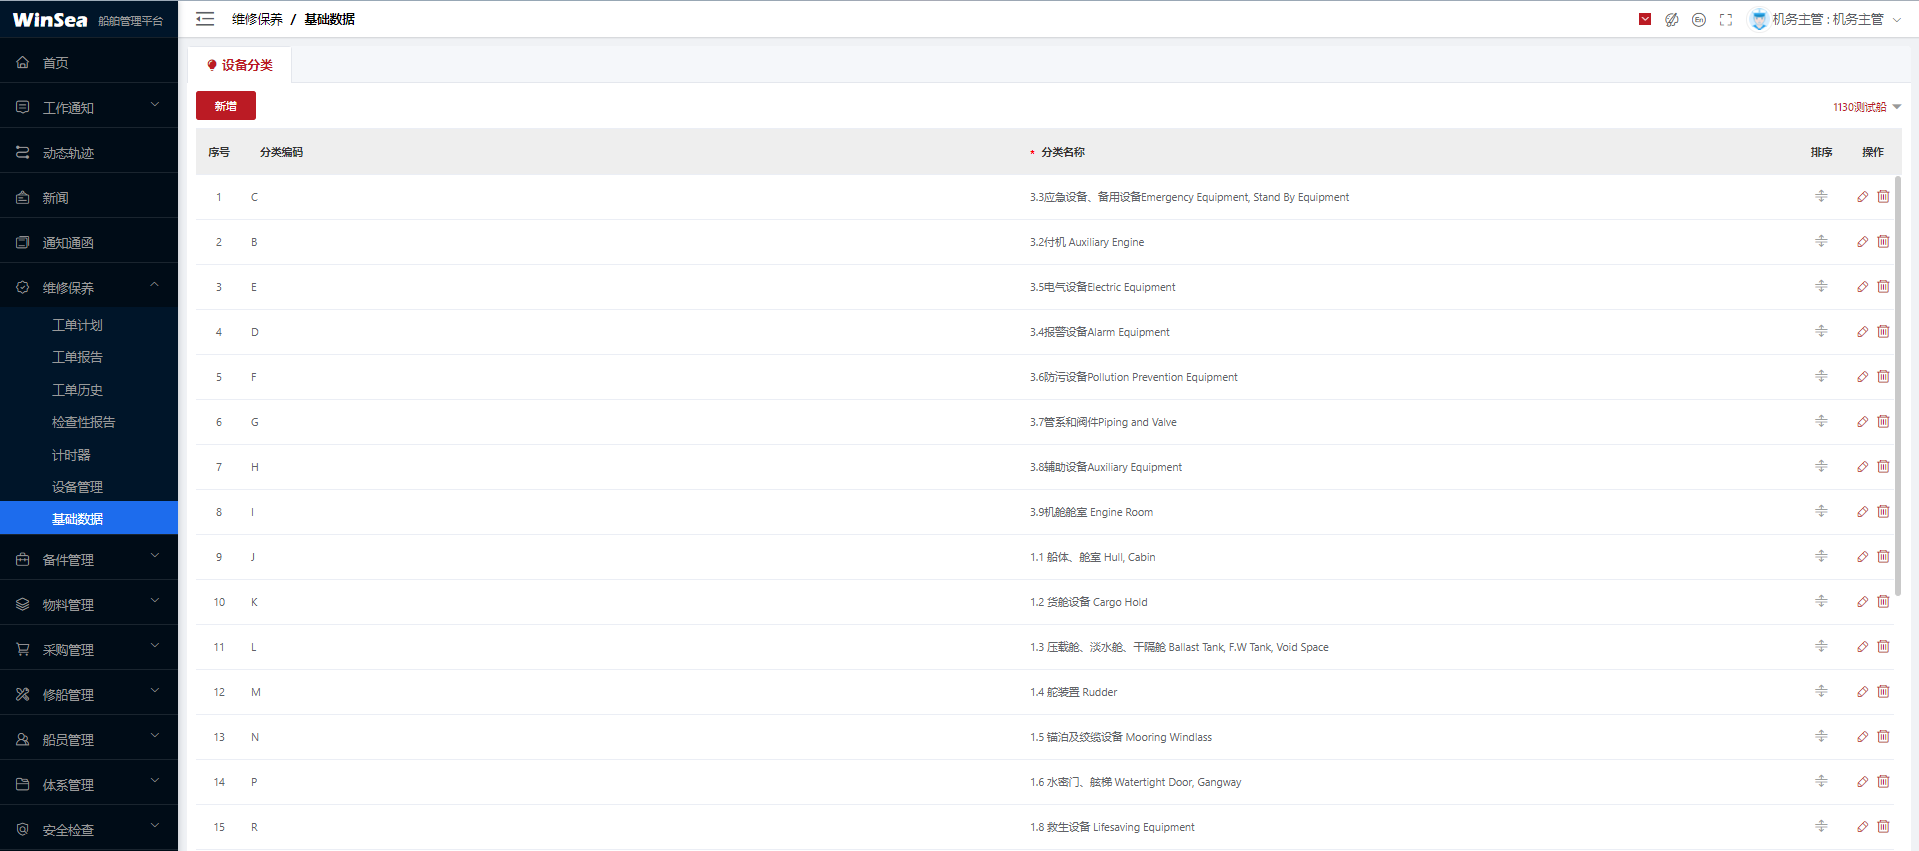 WinSea 船舶管理平台
维修保养 / 基础数据
En
机务主管 : 机务主管
首页
工作通知
动态轨迹
新闻
通知通函
维修保养
工单计划
工单报告
工单历史
检查性报告
计时器
设备管理
基础数据
备件管理
物料管理
采购管理
修船管理
船员管理
体系管理
安全检查
设备分类
新增
1130测试船
序号 分类编码 * 分类名称 排序 操作
1 C 3.3应急设备、备用设备Emergency Equipment, Stand By Equipment
2 B 3.2付机 Auxiliary Engine
3 E 3.5电气设备Electric Equipment
4 D 3.4报警设备Alarm Equipment
5 F 3.6防污设备Pollution Prevention Equipment
6 G 3.7管系和阀件Piping and Valve
7 H 3.8辅助设备Auxiliary Equipment
8 I 3.9机舱舱室 Engine Room
9 J 1.1 船体、舱室 Hull, Cabin
10 K 1.2 货舱设备 Cargo Hold
11 L 1.3 压载舱、淡水舱、干隔舱 Ballast Tank, F.W Tank, Void Space
12 M 1.4 舵装置 Rudder
13 N 1.5 锚泊及绞缆设备 Mooring Windlass
14 P 1.6 水密门、舷梯 Watertight Door, Gangway
15 R 1.8 救生设备 Lifesaving Equipment